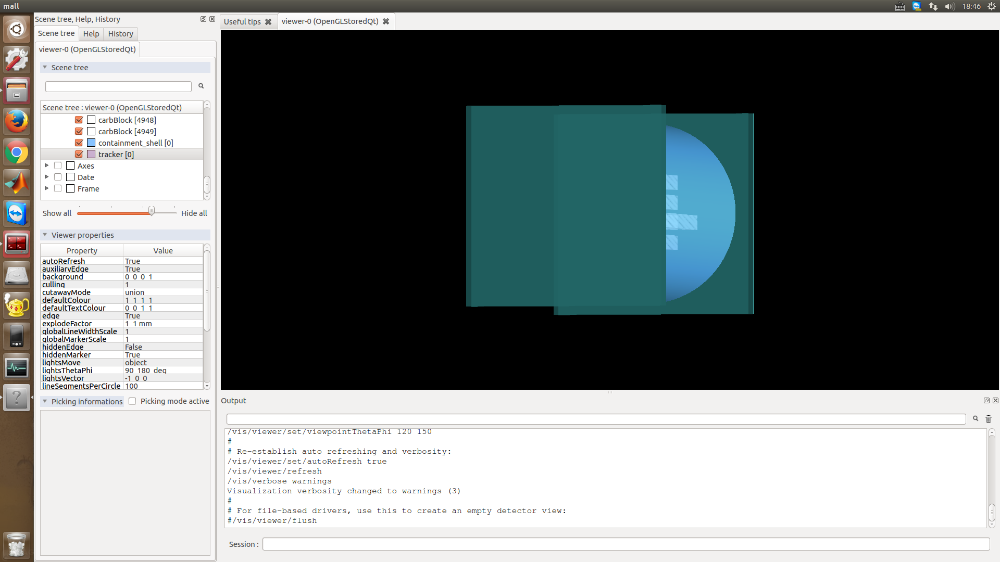 mall
18:46
Scene tree, Help, History
Scene tree
Help
History
viewer-0 (OpenGLStoredQt)
Scene tree
Scene tree : viewer-0 (OpenGLStoredQt)
carbBlock [4948]
carbBlock [4949]
containment_shell [0]
tracker [0]
Axes
Date
Frame
Show all
Hide all
Viewer properties
Property Value
autoRefresh True
auxiliaryEdge True
background 0 0 0 1
culling 1
cutawayMode union
defaultColour 1 1 1 1
defaultTextColour 0 0 1 1
edge True
explodeFactor 1 1 mm
globalLineWidthScale 1
globalMarkerScale 1
hiddenEdge False
hiddenMarker True
lightsMove object
lightsThetaPhi 90 180 deg
lightsVector -1 0 0
lineSegmentsPerCircle 100
Picking informations
Picking mode active
Useful tips
viewer-0 (OpenGLStoredQt)
Output
/vis/viewer/set/viewpointThetaPhi 120 150
#
# Re-establish auto refreshing and verbosity:
/vis/viewer/set/autoRefresh true
/vis/viewer/refresh
/vis/verbose warnings
Visualization verbosity changed to warnings (3)
#
# For file-based drivers, use this to create an empty detector view:
#/vis/viewer/flush
Session :